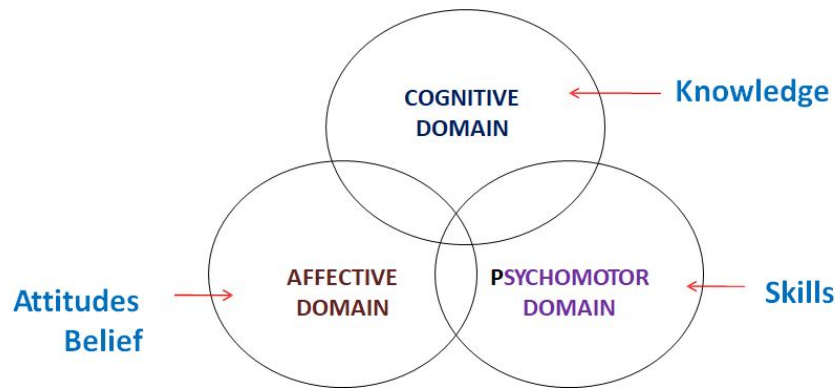 COGNITIVE
DOMAIN
Knowledge
AFFECTIVE
DOMAIN
PSYCHOMOTOR
DOMAIN
Attitudes
Belief
Skills